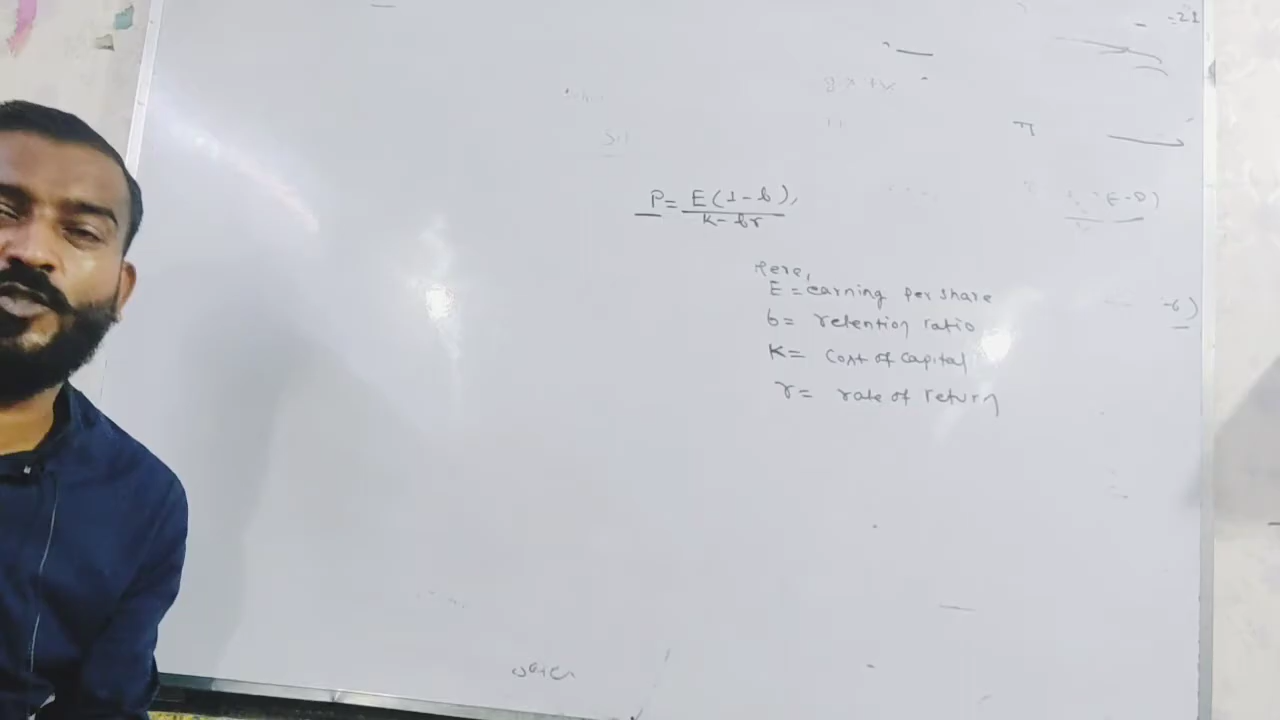 P = E(1-b),
K-br
Here,
E = earning per share
b = retention ratio
K = Cost of Capital
r = rate of return